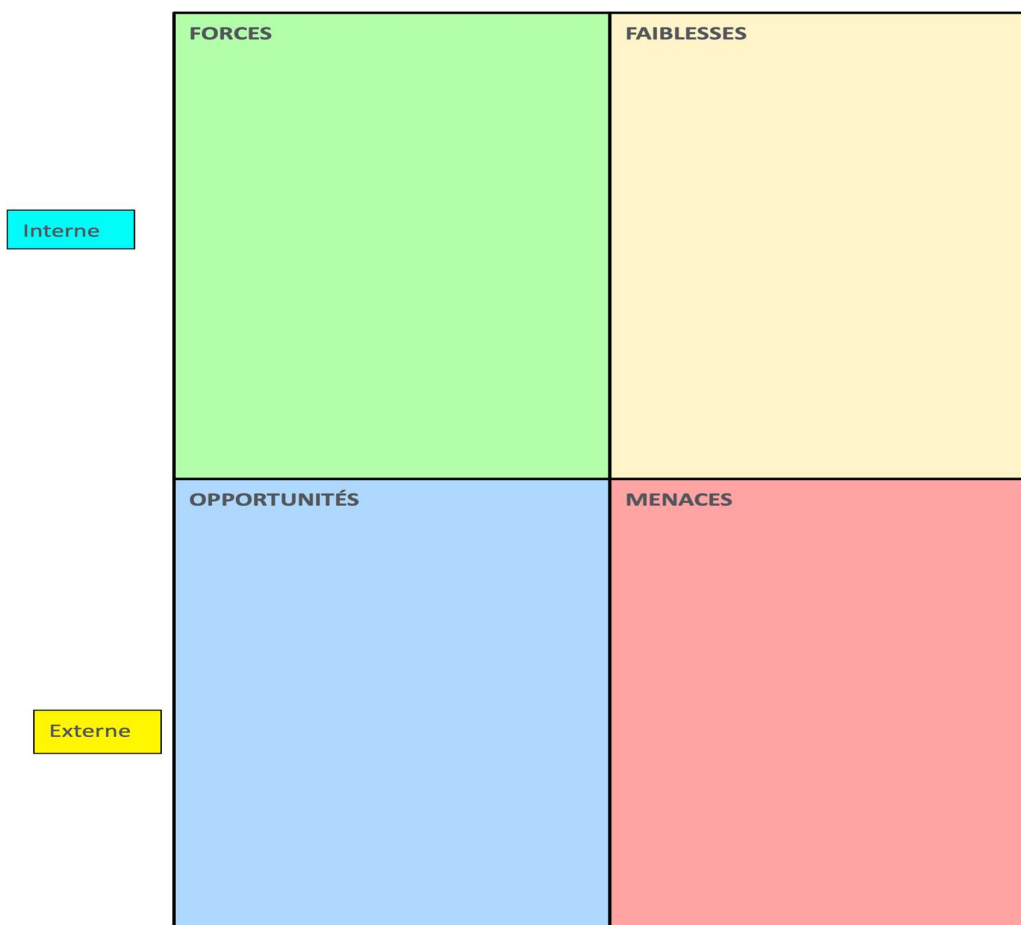 FORCES
FAIBLESSES
Interne
OPPORTUNITÉS
MENACES
Externe